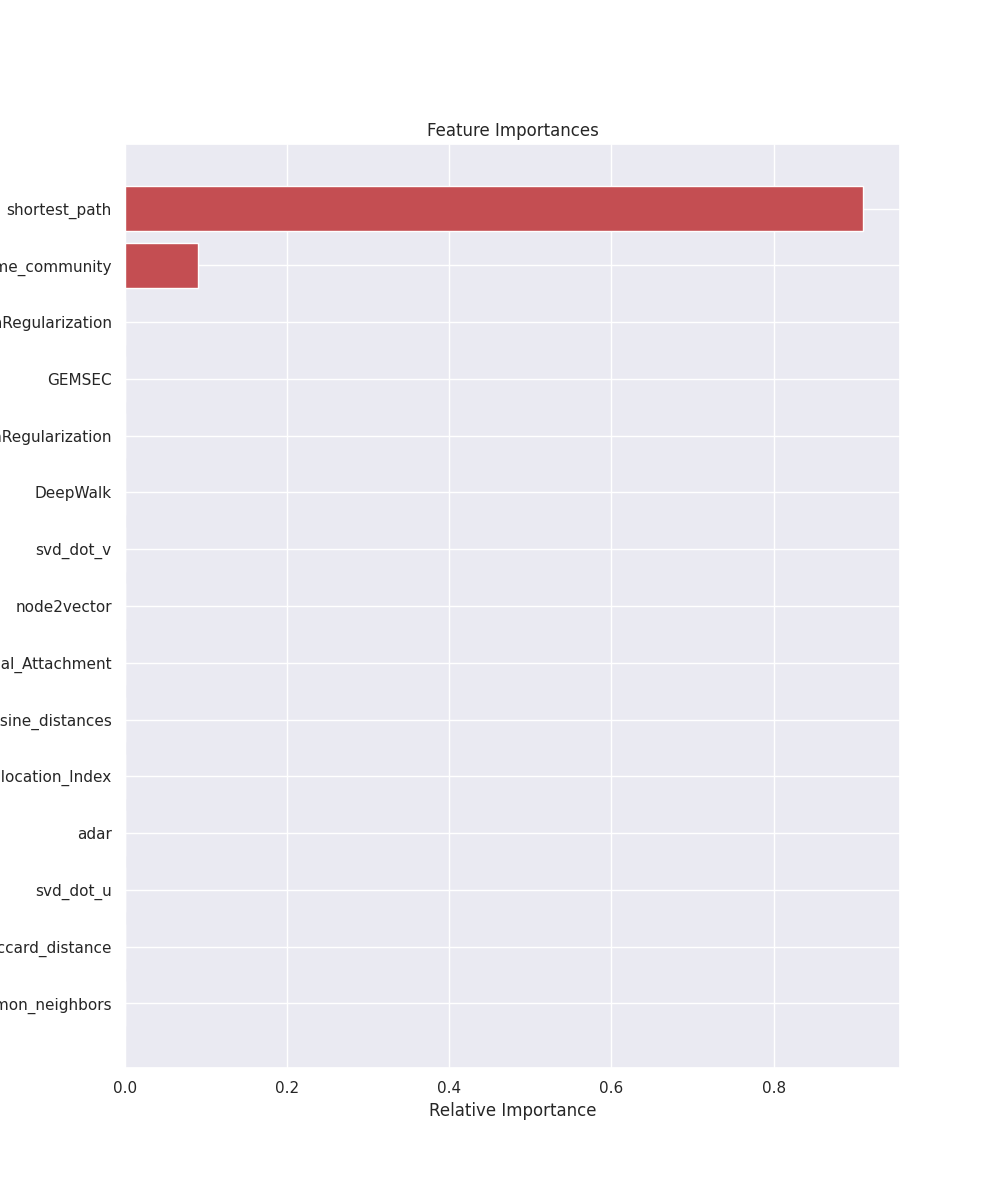 Feature Importances
shortest_path
me_community
Regularization
GEMSEC
Regularization
DeepWalk
svd_dot_v
node2vector
al_Attachment
sine_distances
location_Index
adar
svd_dot_u
ccard_distance
mon_neighbors
0.0 0.2 0.4 0.6 0.8
Relative Importance